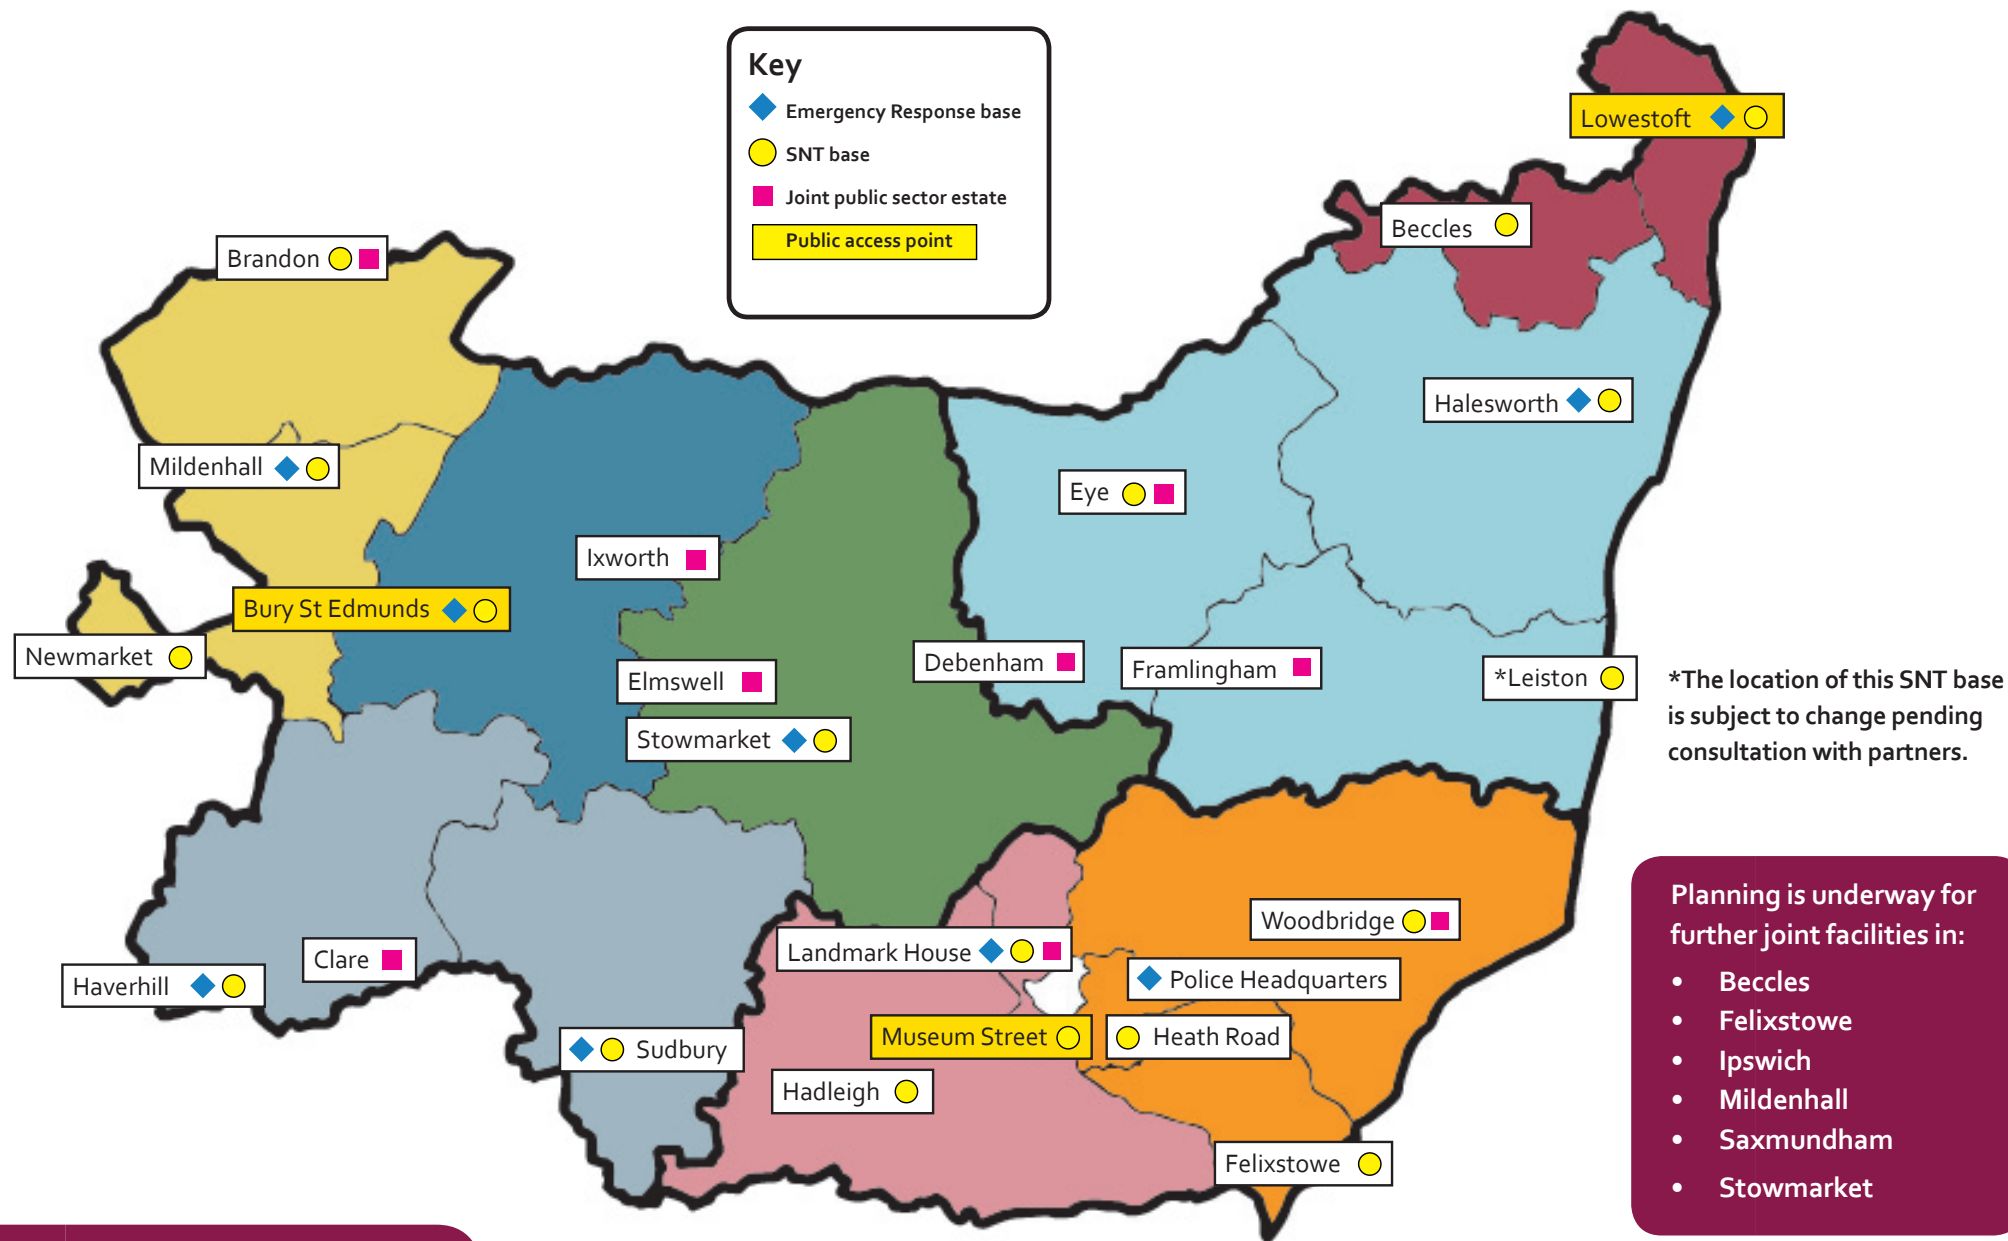 Key
Emergency Response base
SNT base
Joint public sector estate
Public access point
Lowestoft
Beccles
Brandon
Halesworth
Mildenhall
Eye
Ixworth
Bury St Edmunds
Newmarket
Debenham
Framlingham
Elmswell
*Leiston
*The location of this SNT base
is subject to change pending
consultation with partners.
Stowmarket
Woodbridge
Landmark House
Clare
Police Headquarters
Haverhill
Museum Street
Heath Road
Sudbury
Hadleigh
Felixstowe
Planning is underway for
further joint facilities in:
• Beccles
• Felixstowe
• Ipswich
• Mildenhall
• Saxmundham
• Stowmarket